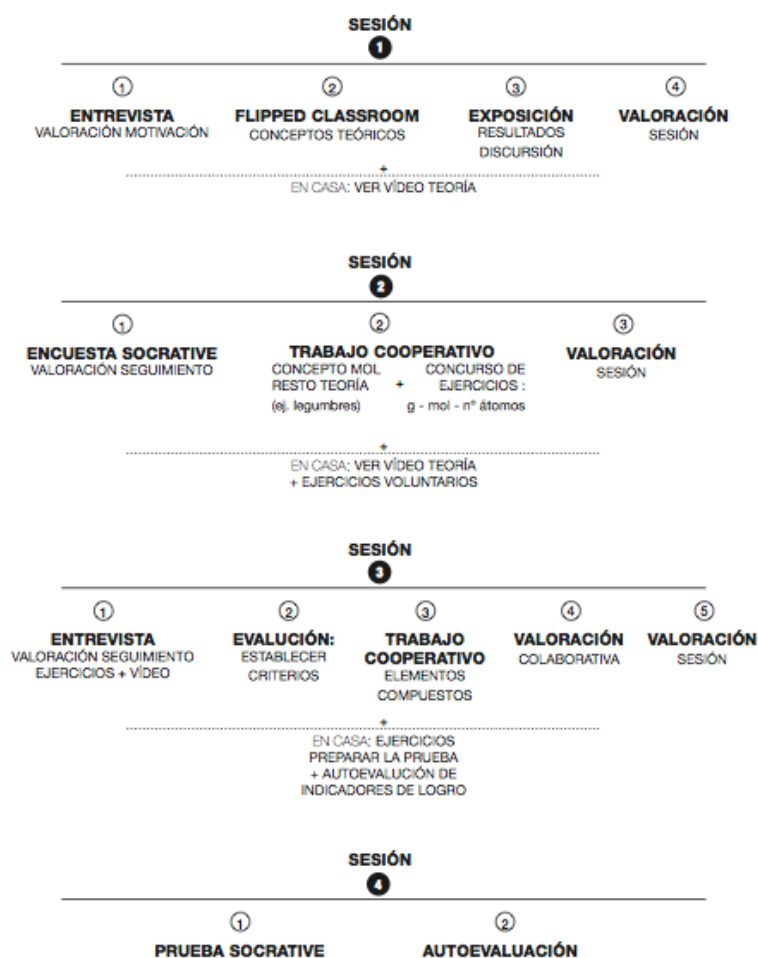 SESIÓN
1
1 2 3 4
ENTREVISTA FLIPPED CLASSROOM EXPOSICIÓN VALORACIÓN
VALORACIÓN MOTIVACIÓN CONCEPTOS TEÓRICOS RESULTADOS SESIÓN
DISCURSIÓN
+
EN CASA: VER VÍDEO TEORÍA
SESIÓN
2
1 2 3
ENCUESTA SOCRATIVE TRABAJO COOPERATIVO VALORACIÓN
VALORACIÓN SEGUIMIENTO CONCEPTO MOL CONCURSO DE SESIÓN
RESTO TEORÍA + EJERCICIOS :
(ej. legumbres) g - mol - nº átomos
+
EN CASA: VER VÍDEO TEORÍA
+ EJERCICIOS VOLUNTARIOS
SESIÓN
3
1 2 3 4 5
ENTREVISTA EVALUCIÓN: TRABAJO VALORACIÓN VALORACIÓN
VALORACIÓN SEGUIMIENTO ESTABLECER COOPERATIVO COLABORATIVA SESIÓN
EJERCICIOS + VÍDEO CRITERIOS ELEMENTOS
COMPUESTOS
+
EN CASA: EJERCICIOS
PREPARAR LA PRUEBA
+ AUTOEVALUCIÓN DE
INDICADORES DE LOGRO
SESIÓN
4
1 2
PRUEBA SOCRATIVE AUTOEVALUACIÓN